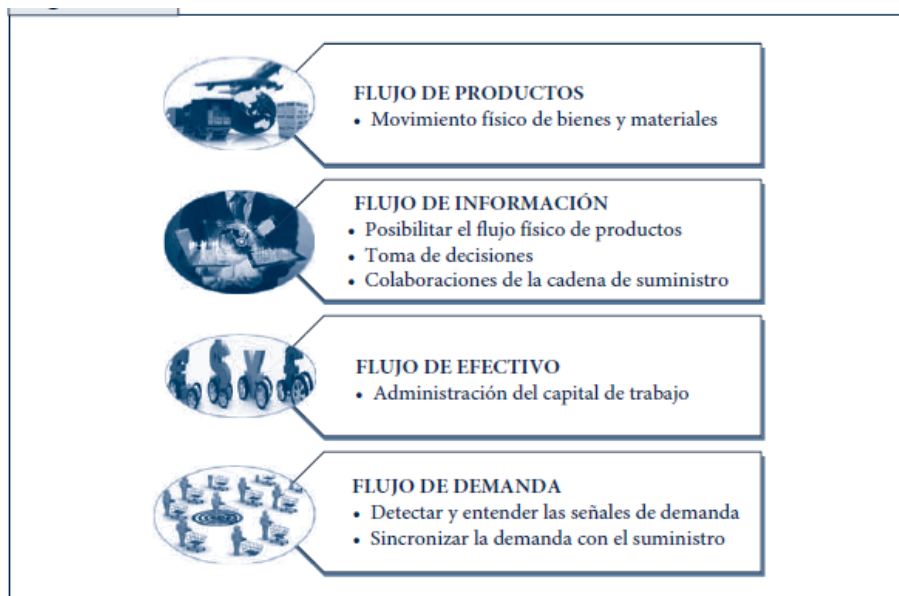 FLUJO DE PRODUCTOS
• Movimiento físico de bienes y materiales
FLUJO DE INFORMACIÓN
• Posibilitar el flujo físico de productos
• Toma de decisiones
• Colaboraciones de la cadena de suministro
FLUJO DE EFECTIVO
• Administración del capital de trabajo
FLUJO DE DEMANDA
• Detectar y entender las señales de demanda
• Sincronizar la demanda con el suministro